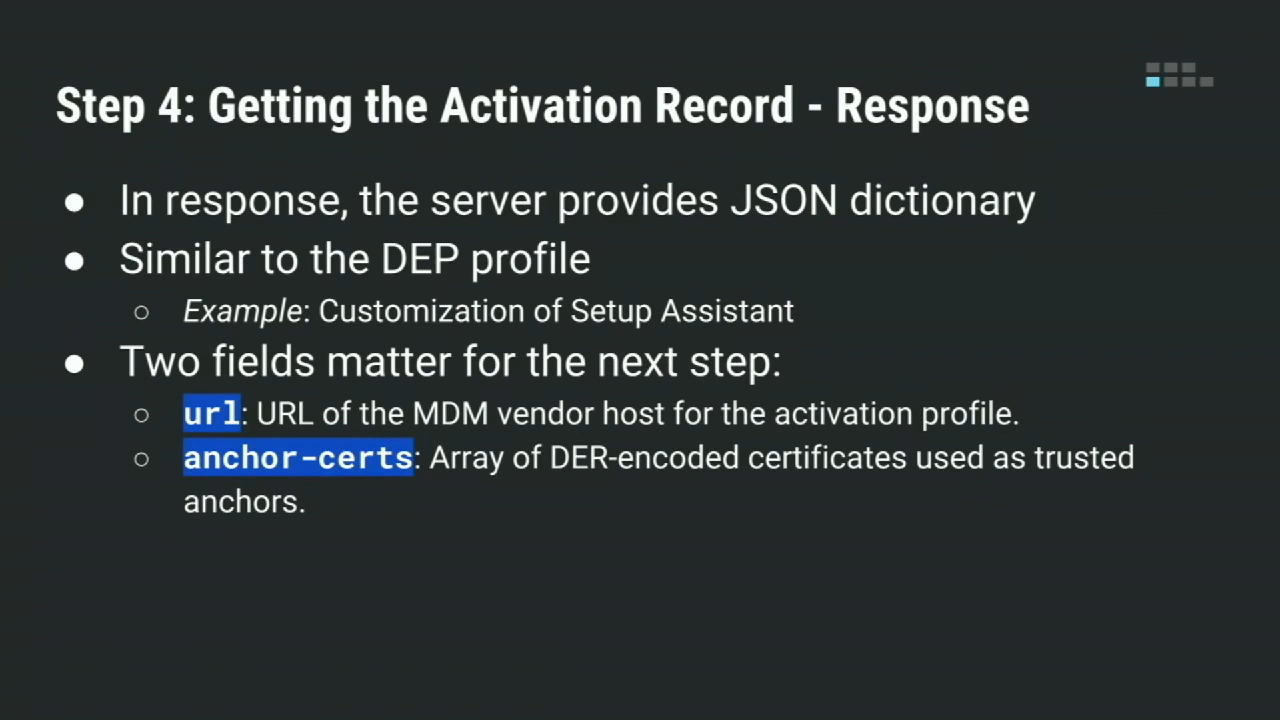 Step 4: Getting the Activation Record - Response
● In response, the server provides JSON dictionary
● Similar to the DEP profile
○ Example: Customization of Setup Assistant
● Two fields matter for the next step:
○ url: URL of the MDM vendor host for the activation profile.
○ anchor-certs: Array of DER-encoded certificates used as trusted
anchors.